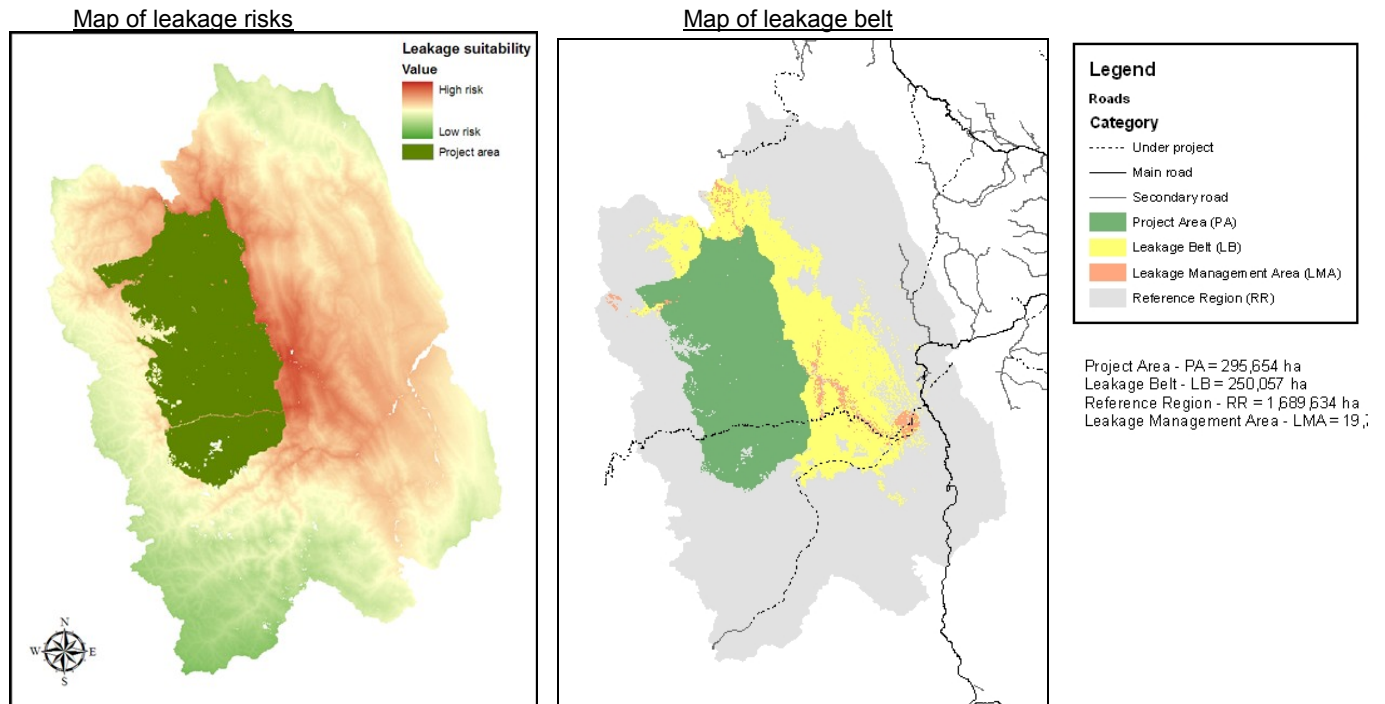 Map of leakage risks
Leakage suitability
Value
High risk
Low risk
Project area
N
W E
S
Map of leakage belt
Legend
Roads
Category
Under project
Main road
Secondary road
Project Area (PA)
Leakage Belt (LB)
Leakage Management Area (LMA)
Reference Region (RR)
Project Area - PA = 295,654 ha
Leakage Belt - LB = 250,057 ha
Reference Region - RR = 1,689,634 ha
Leakage Management Area - LMA = 19,